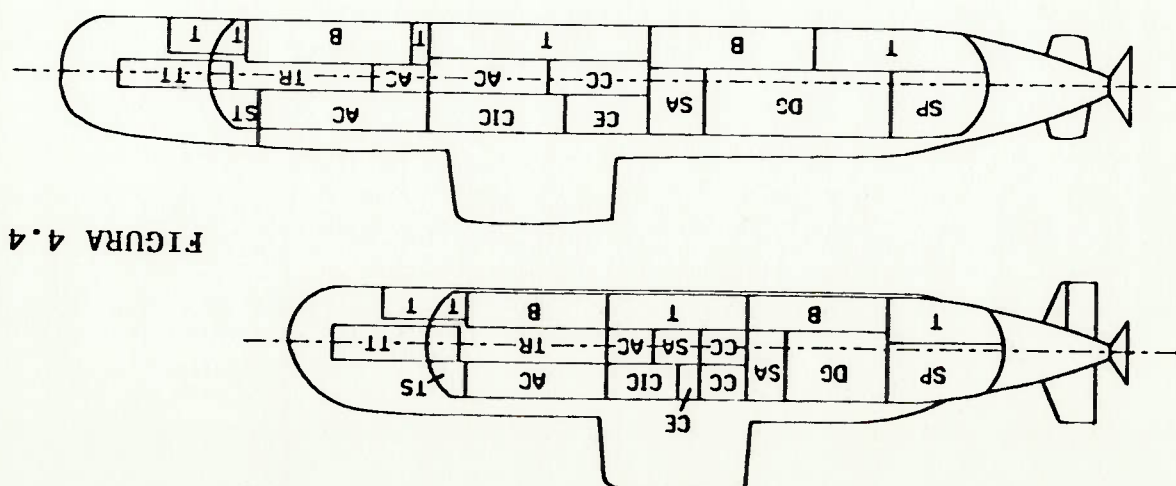 CE
SP DG SA CC CIC AC TS
CC SA AC TR TT
T B T B T T
FIGURA 4.4
SP DG SA CE CIC AC ST
CC AC AC TR TT
T B T T B T T